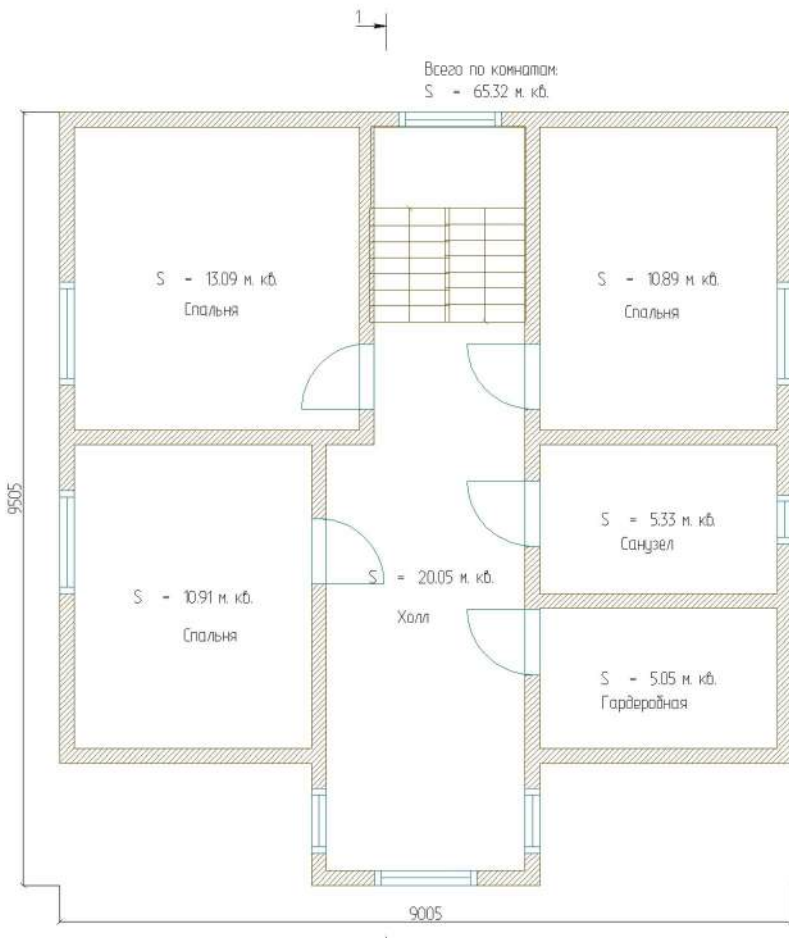 1
Всего по комнатам:
S = 65.32 м. кв.
S = 13.09 м. кв.
Спальня
S = 10.89 м. кв.
Спальня
9505
S = 5.33 м. кв.
Санузел
S = 20.05 м. кв.
Холл
S = 10.91 м. кв.
Спальня
S = 5.05 м. кв.
Гардеробная
9005